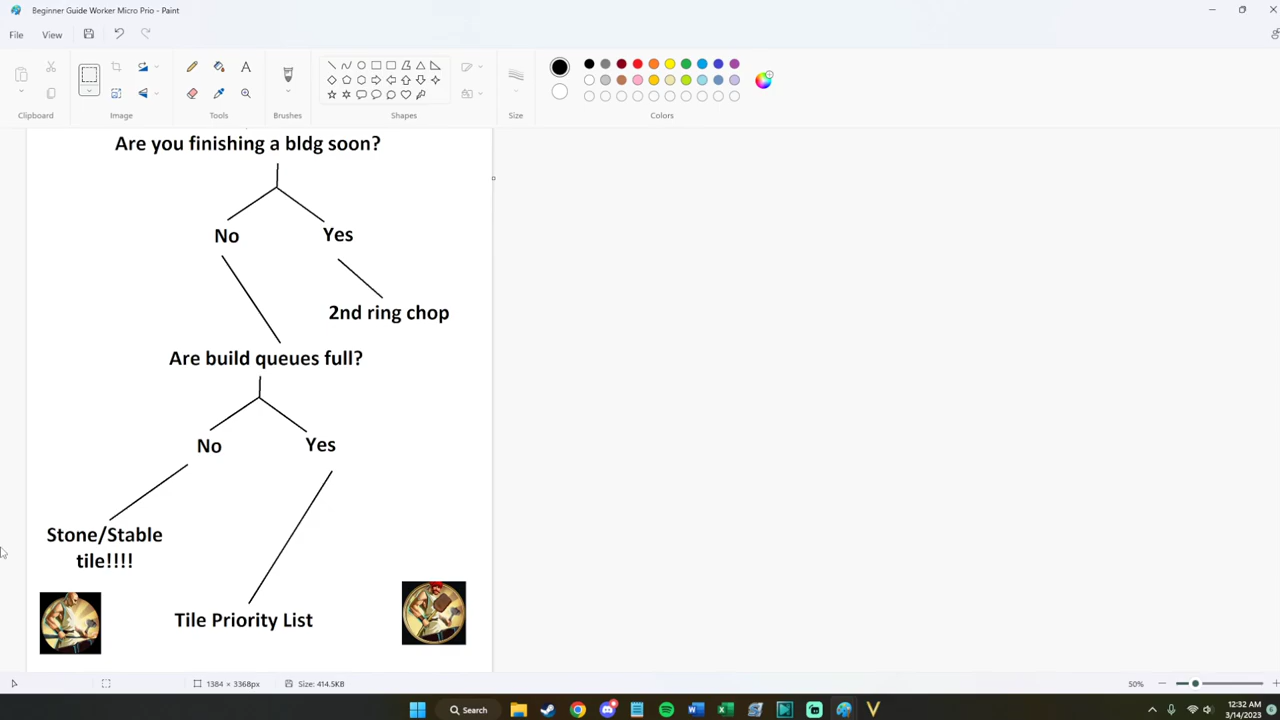 Beginner Guide Worker Micro Prio - Paint
File
View
Clipboard
Image
Tools
Brushes
Shapes
Size
Colors
Are you finishing a bldg soon?
No
Yes
2nd ring chop
Are build queues full?
No
Yes
Stone/Stable
tile!!!!
Tile Priority List
1384 × 3368px
Size: 414.5KB
50%
Search
12:32 AM
3/14/2023